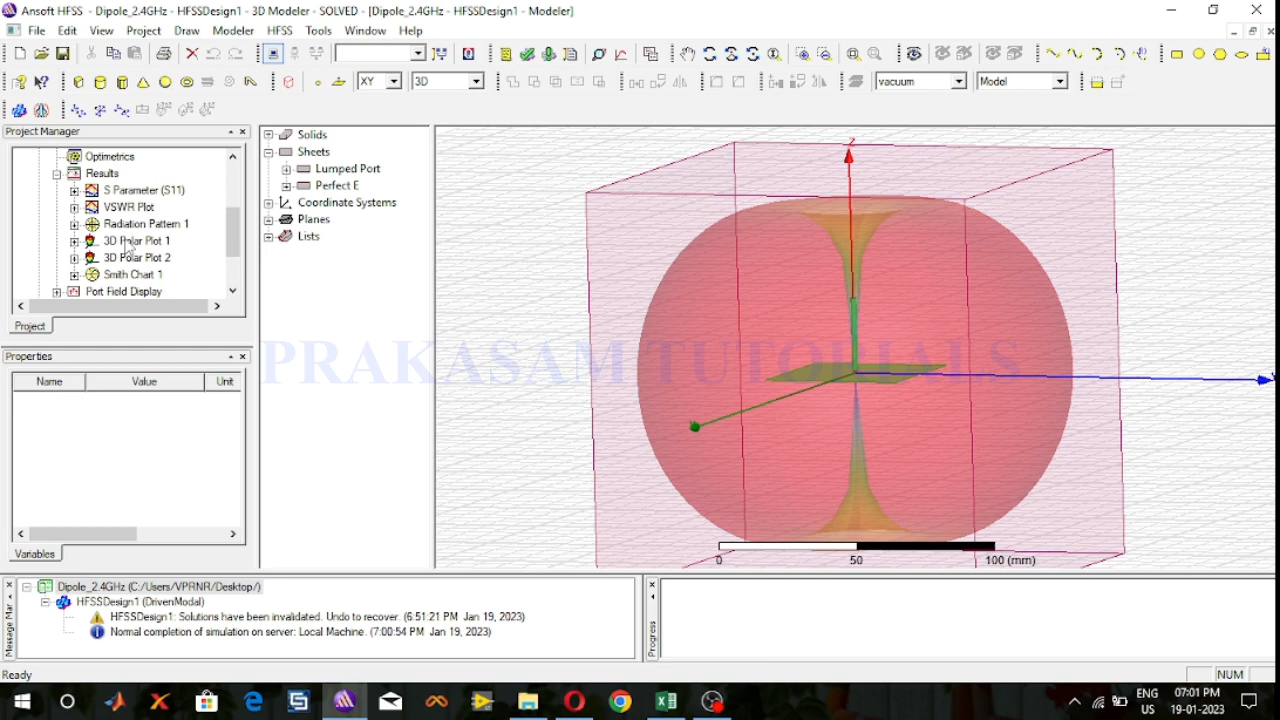 Ansoft HFSS - Dipole_2.4GHz - HFSSDesign1 - 3D Modeler - SOLVED - [Dipole_2.4GHz - HFSSDesign1 - Modeler]
File Edit View Project Draw Modeler HFSS Tools Window Help
XY 3D vacuum Model
Project Manager
Optimetrics
Results
S Parameter (S11)
VSWR Plot
Radiation Pattern 1
3D Polar Plot 1
3D Polar Plot 2
Smith Chart 1
Port Field Display
Project
Solids
Sheets
Lumped Port
Perfect E
Coordinate Systems
Planes
Lists
Z
PRAKASAM TUTORIALS
0 50 100 (mm)
Properties
Name Value Unit
Variables
Dipole_2.4GHz (C:/Users/VPRNR/Desktop/)
HFSSDesign1 (DrivenModal)
HFSSDesign1: Solutions have been invalidated. Undo to recover. (6:51:21 PM Jan 19, 2023)
Normal completion of simulation on server: Local Machine. (7:00:54 PM Jan 19, 2023)
Message Mar
Progress
Ready
NUM
ENG
US
07:01 PM
19-01-2023